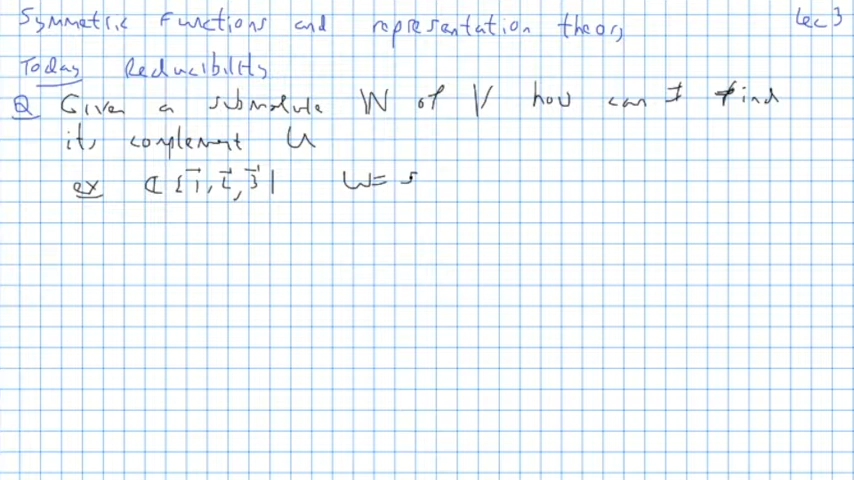 Symmetric Functions and representation theory Lec 3
Today Reducibility
Q Given a submodule W of V how can I find
its complement U
ex ℂ{1⃗, 2⃗, 3⃗} W= s